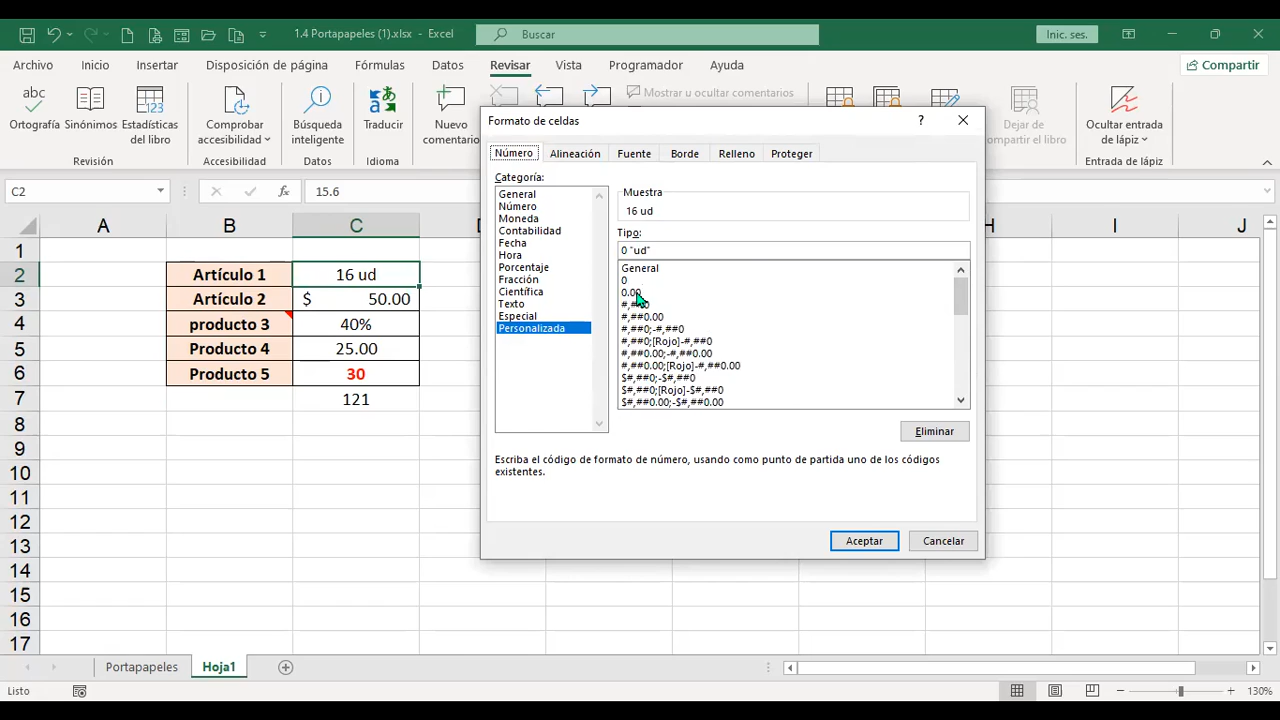 1.4 Portapapeles (1).xlsx - Excel
Buscar
Inic. ses.
Archivo Inicio Insertar Disposición de página Fórmulas Datos Revisar Vista Programador Ayuda
Compartir
abc
123
Ortografía Sinónimos Estadísticas del libro
Revisión
Comprobar accesibilidad
Accesibilidad
Búsqueda inteligente
Datos
Traducir
Idioma
Nuevo comentario
Mostrar u ocultar comentarios
Dejar de compartir el libro
Ocultar entrada de lápiz
Entrada de lápiz
C2 fx 15.6
A B C H I J
1
2 Artículo 1 16 ud
3 Artículo 2 $ 50.00
4 producto 3 40%
5 Producto 4 25.00
6 Producto 5 30
7 121
8
9
10
11
12
13
14
15
16
17
Formato de celdas ?
Número Alineación Fuente Borde Relleno Proteger
Categoría:
General
Número
Moneda
Contabilidad
Fecha
Hora
Porcentaje
Fracción
Científica
Texto
Especial
Personalizada
Muestra
16 ud
Tipo:
0 "ud"
General
0
0.00
#,##0.00
#,##0;-#,##0
#,##0;[Rojo]-#,##0
#,##0.00;-#,##0.00
#,##0.00;[Rojo]-#,##0.00
$#,##0;-$#,##0
$#,##0;[Rojo]-$#,##0
$#,##0.00;-$#,##0.00
Eliminar
Escriba el código de formato de número, usando como punto de partida uno de los códigos
existentes.
Aceptar Cancelar
Portapapeles Hoja1
Listo
130%